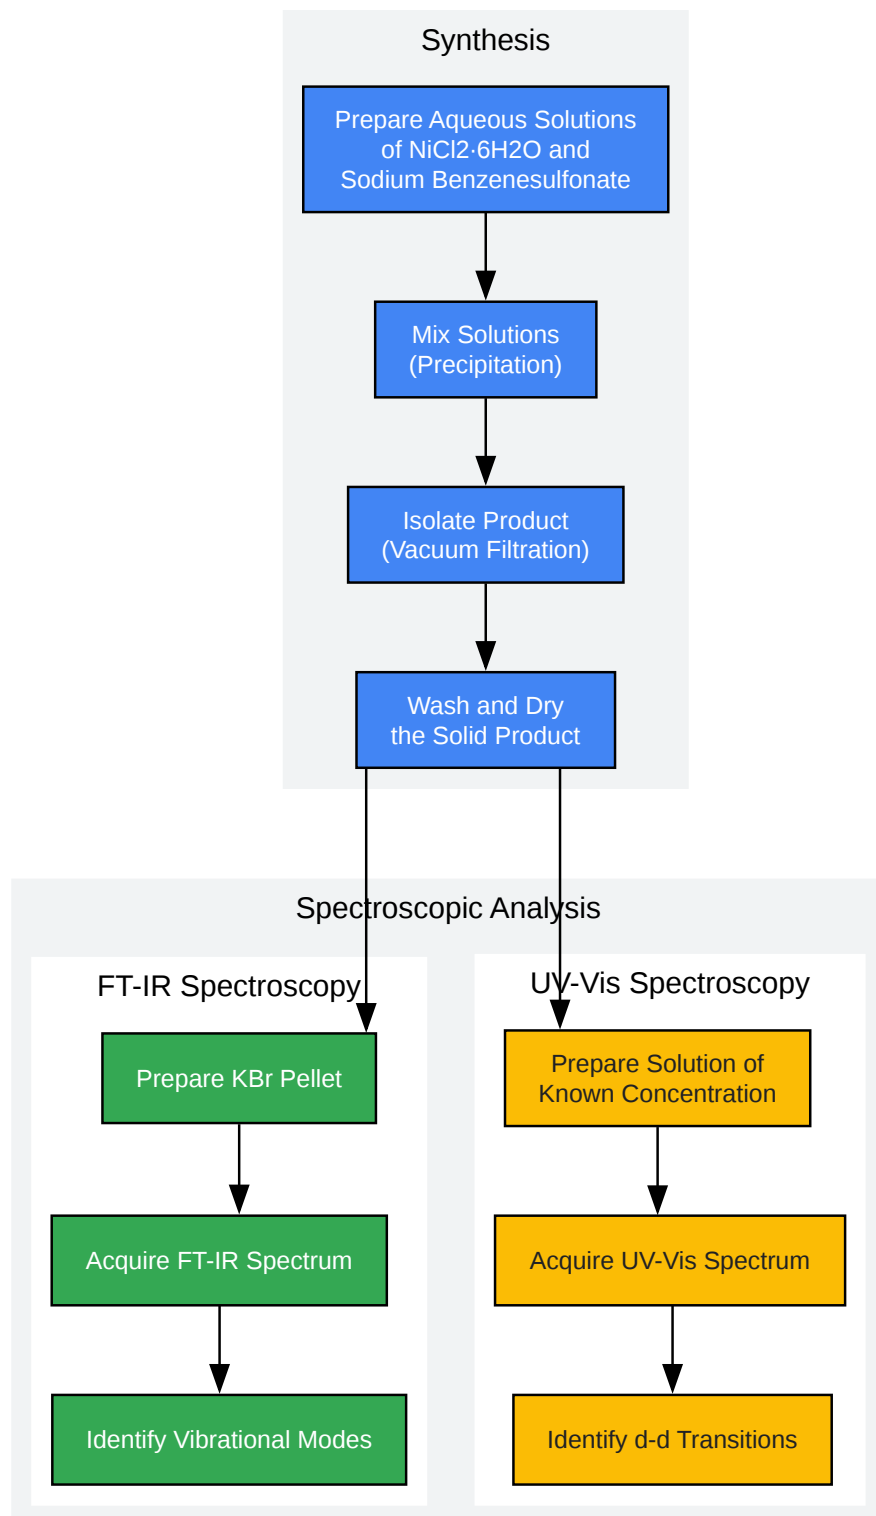 Synthesis
Prepare Aqueous Solutions
of NiCl2·6H2O and
Sodium Benzenesulfonate
Mix Solutions
(Precipitation)
Isolate Product
(Vacuum Filtration)
Wash and Dry
the Solid Product
Spectroscopic Analysis
FT-IR Spectroscopy
Prepare KBr Pellet
Acquire FT-IR Spectrum
Identify Vibrational Modes
UV-Vis Spectroscopy
Prepare Solution of
Known Concentration
Acquire UV-Vis Spectrum
Identify d-d Transitions